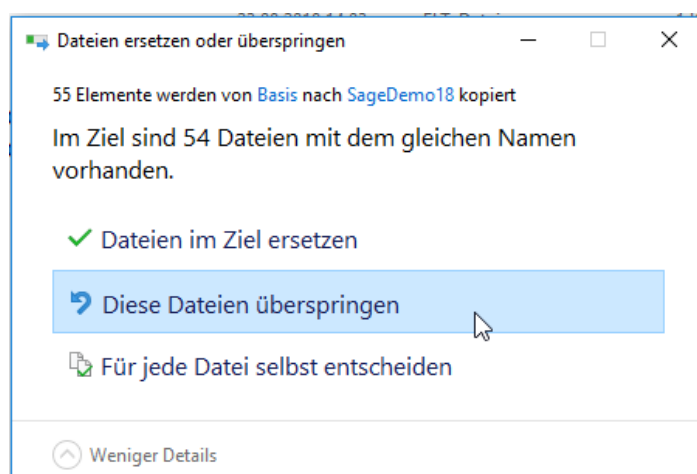 Dateien ersetzen oder überspringen
55 Elemente werden von Basis nach SageDemo18 kopiert
Im Ziel sind 54 Dateien mit dem gleichen Namen
vorhanden.
Dateien im Ziel ersetzen
Diese Dateien überspringen
Für jede Datei selbst entscheiden
Weniger Details